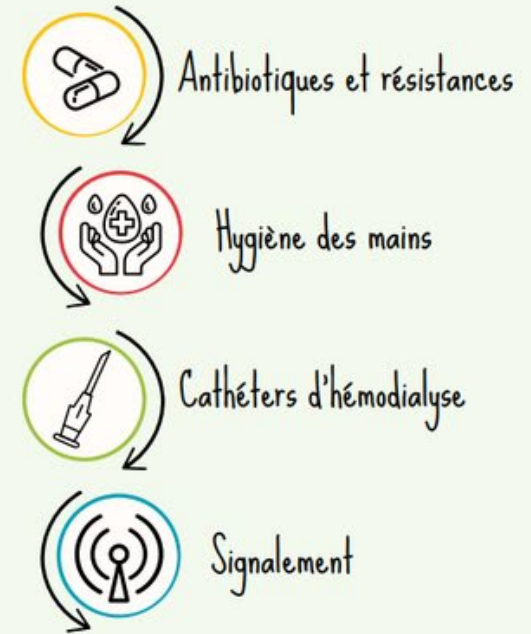 Antibiotiques et résistances
Hygiène des mains
Cathéters d'hémodialyse
Signalement